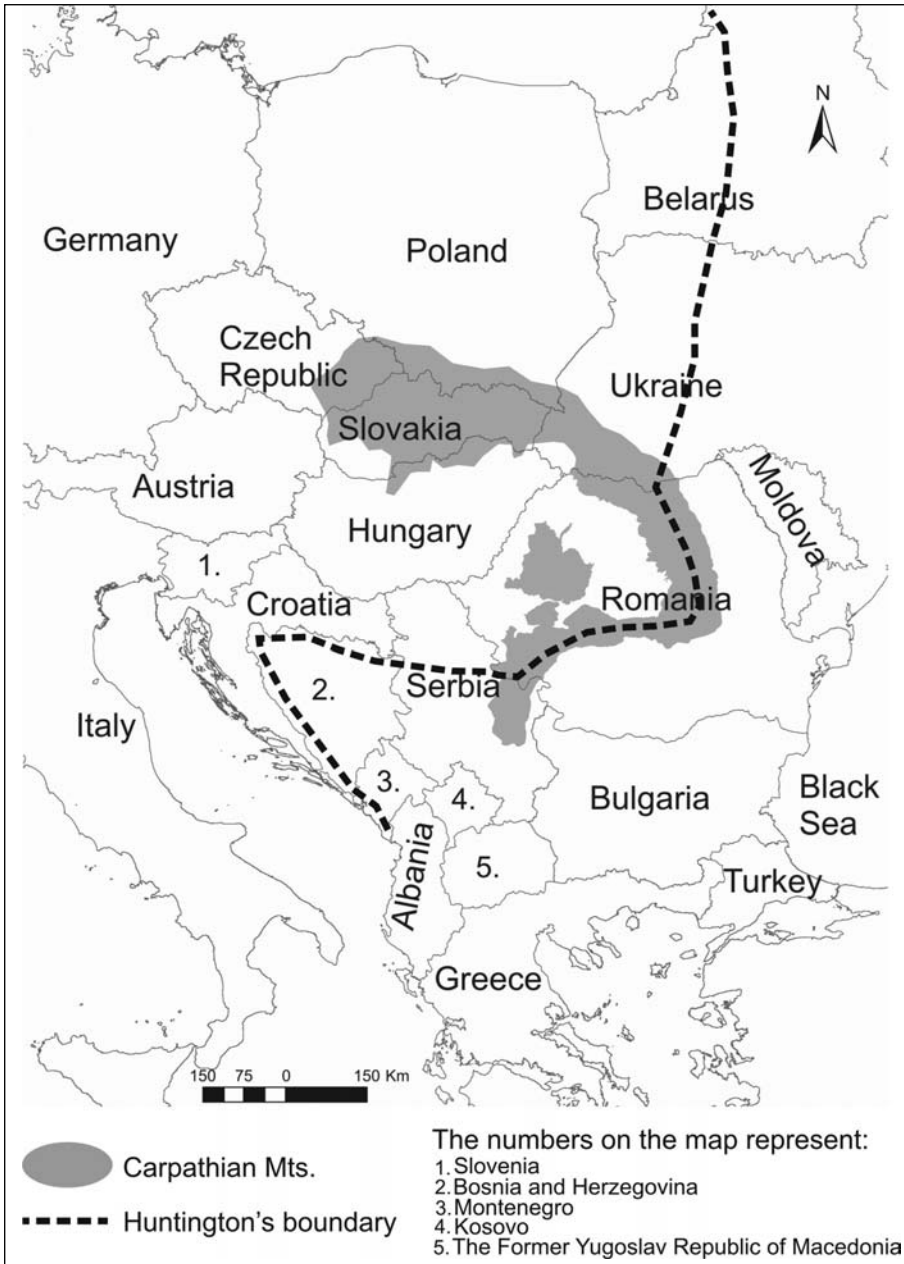 N
Belarus
Germany
Poland
Czech
Republic
Ukraine
Slovakia
Moldova
Austria
Hungary
1.
Romania
Croatia
Serbia
2.
Italy
3.
4.
Bulgaria
Black
Sea
5.
Albania
Turkey
Greece
150 75 0 150 Km
Carpathian Mts.
Huntington's boundary
The numbers on the map represent:
1. Slovenia
2. Bosnia and Herzegovina
3. Montenegro
4. Kosovo
5. The Former Yugoslav Republic of Macedonia